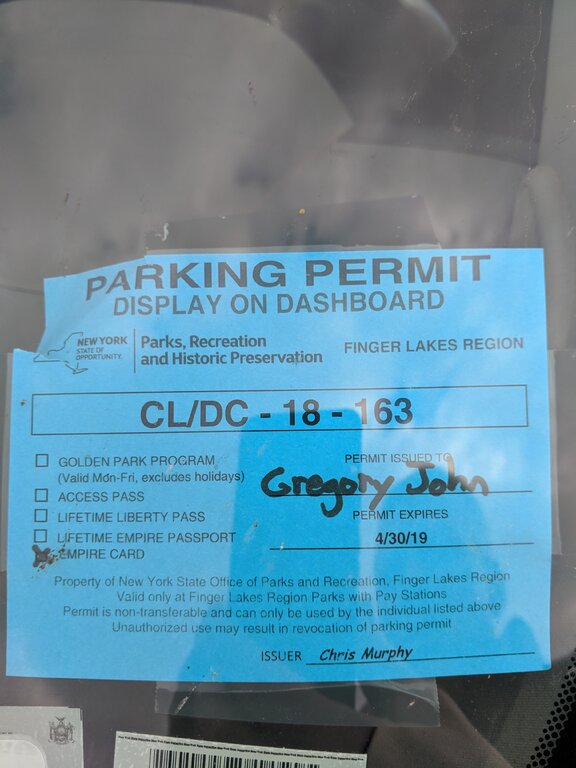 PARKING PERMIT
DISPLAY ON DASHBOARD
NEW YORK
STATE OF
OPPORTUNITY.
Parks, Recreation
and Historic Preservation
FINGER LAKES REGION
CL/DC - 18 - 163
GOLDEN PARK PROGRAM
(Valid Mon-Fri, excludes holidays)
ACCESS PASS
LIFETIME LIBERTY PASS
LIFETIME EMPIRE PASSPORT
EMPIRE CARD
PERMIT ISSUED TO
Gregory John
PERMIT EXPIRES
4/30/19
Property of New York State Office of Parks and Recreation, Finger Lakes Region
Valid only at Finger Lakes Region Parks with Pay Stations
Permit is non-transferable and can only be used by the individual listed above
Unauthorized use may result in revocation of parking permit
ISSUER Chris Murphy